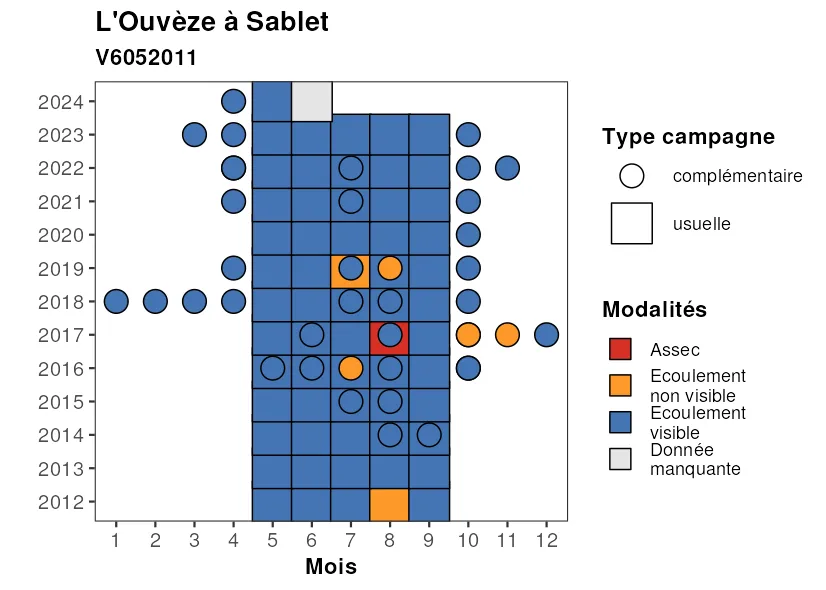 L'Ouvèze à Sablet
V6052011
2024
2023
2022
2021
2020
2019
2018
2017
2016
2015
2014
2013
2012
1 2 3 4 5 6 7 8 9 10 11 12
Mois
Type campagne
complémentaire
usuelle
Modalités
Assec
Ecoulement
non visible
Ecoulement
visible
Donnée
manquante